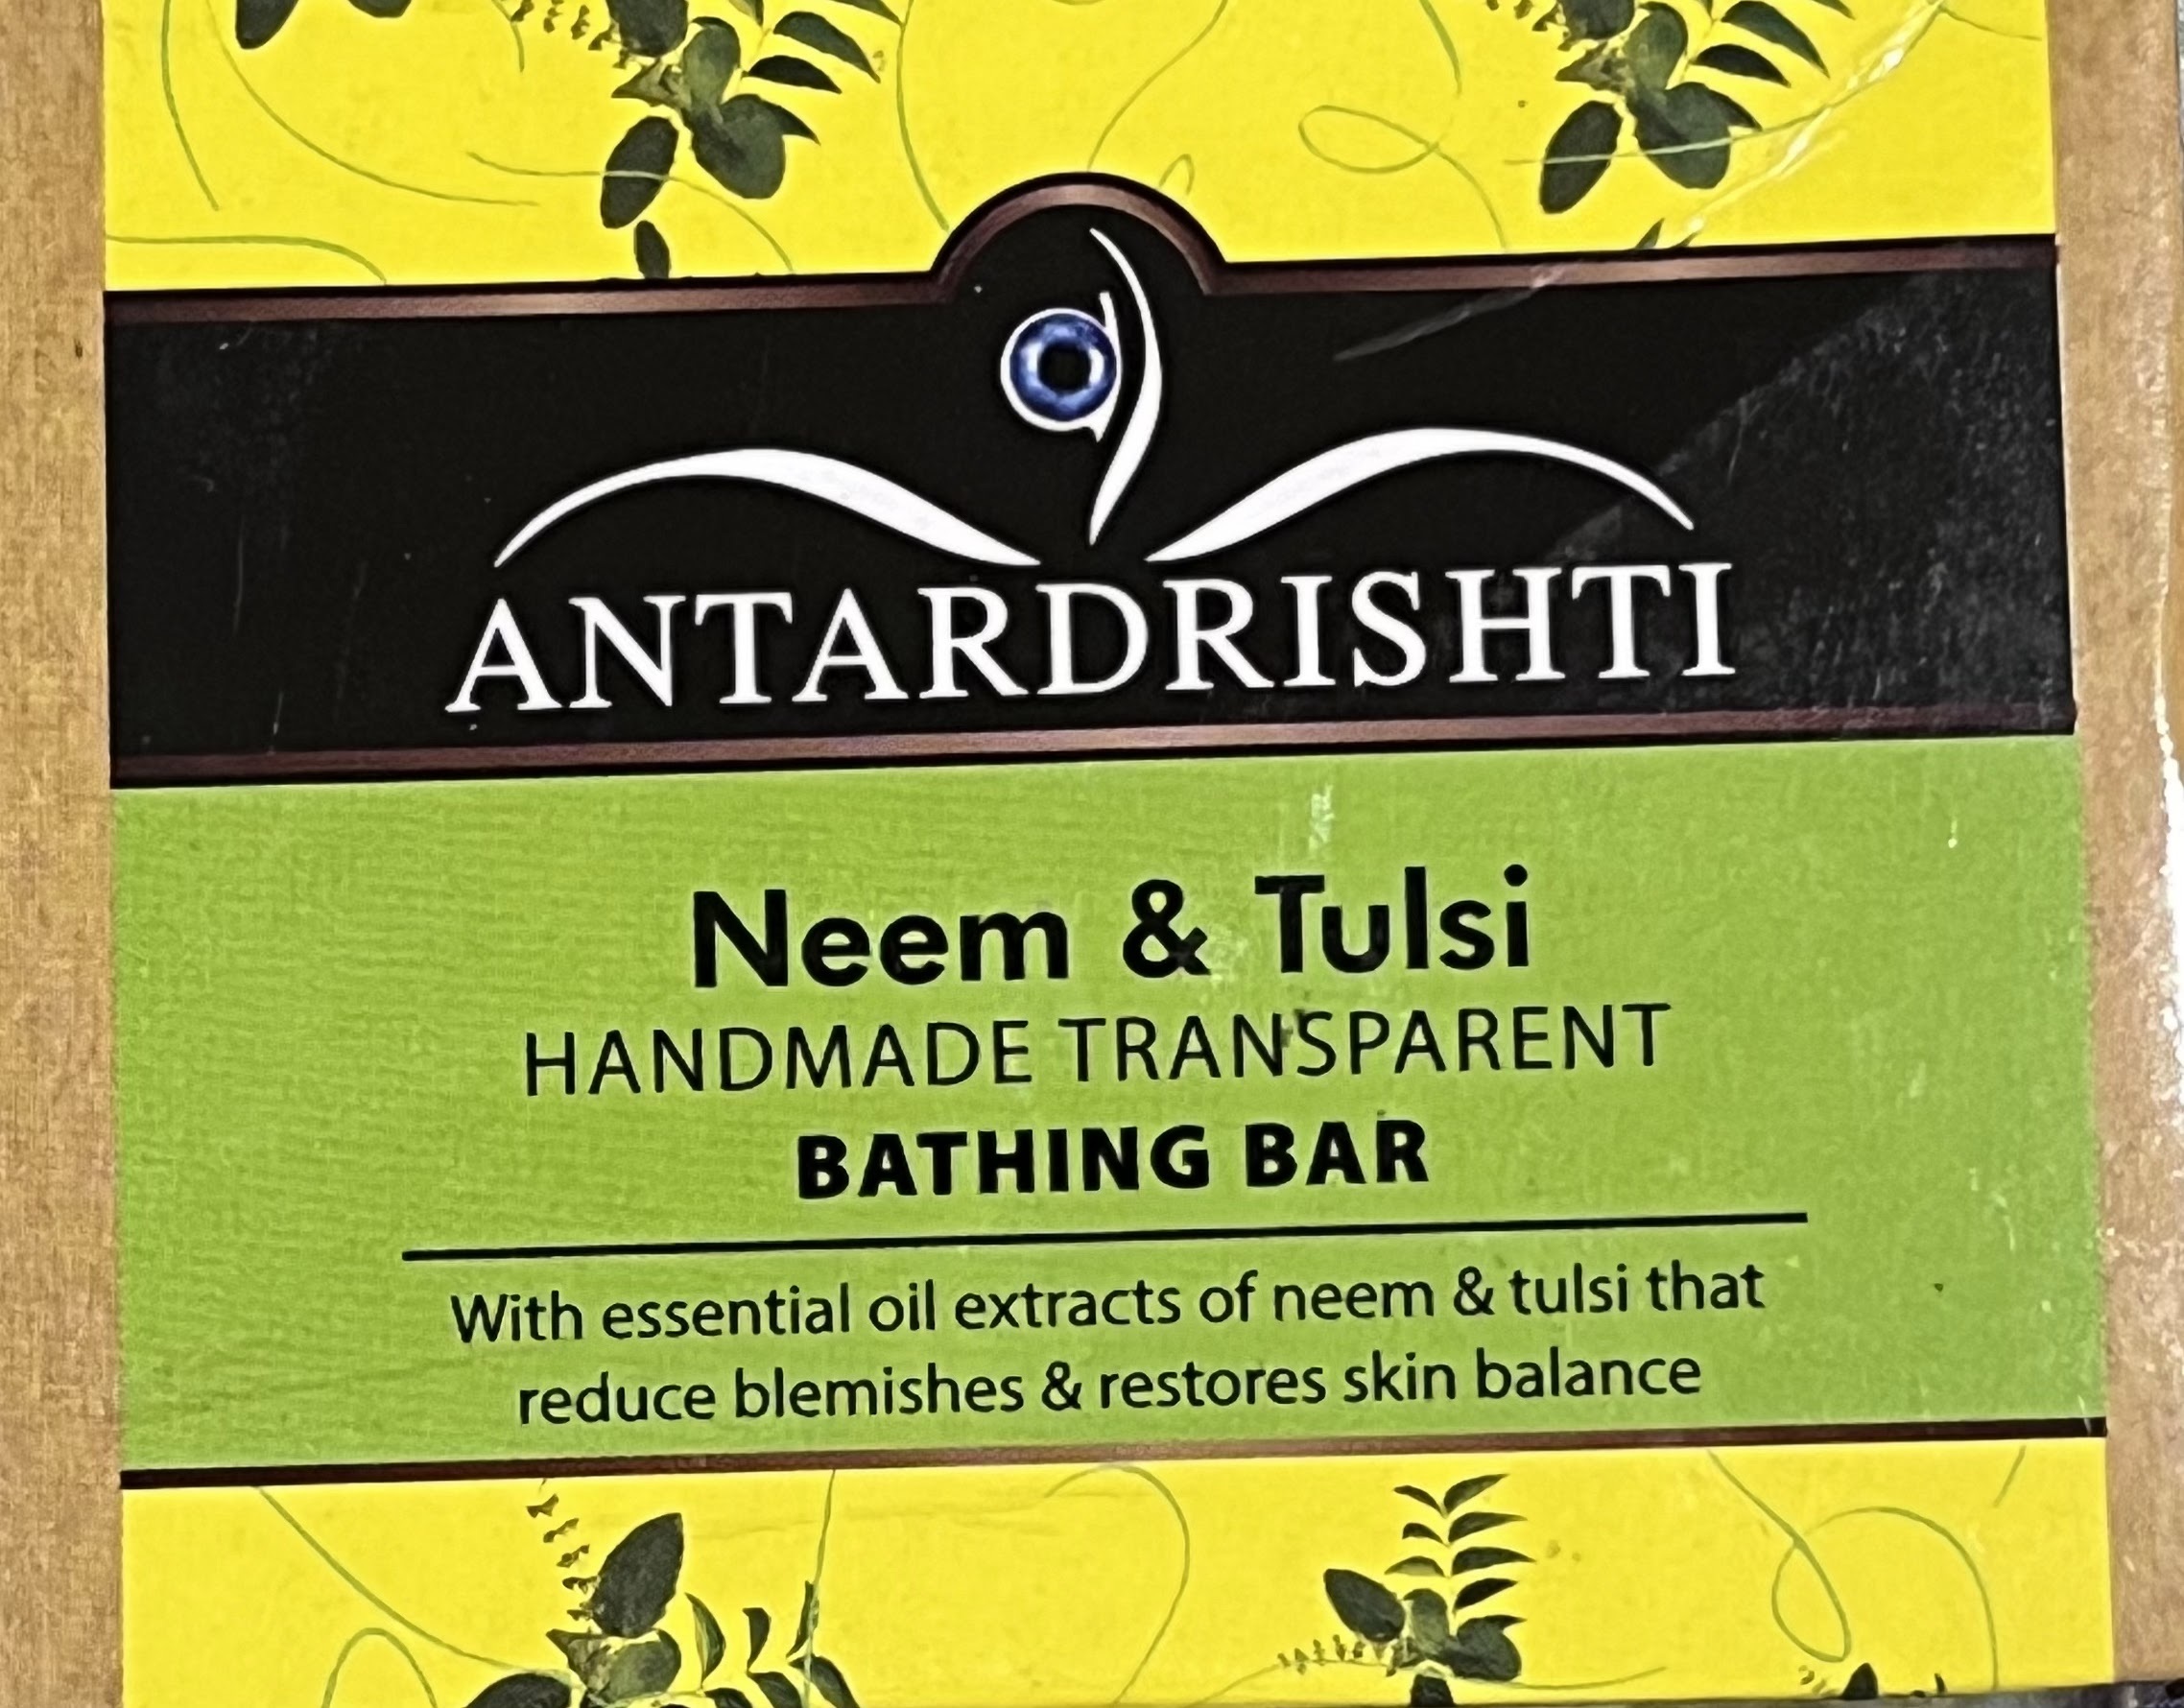 ANTARDRISHTI
Neem & Tulsi
HANDMADE TRANSPARENT
BATHING BAR
With essential oil extracts of neem & tulsi that
reduce blemishes & restores skin balance